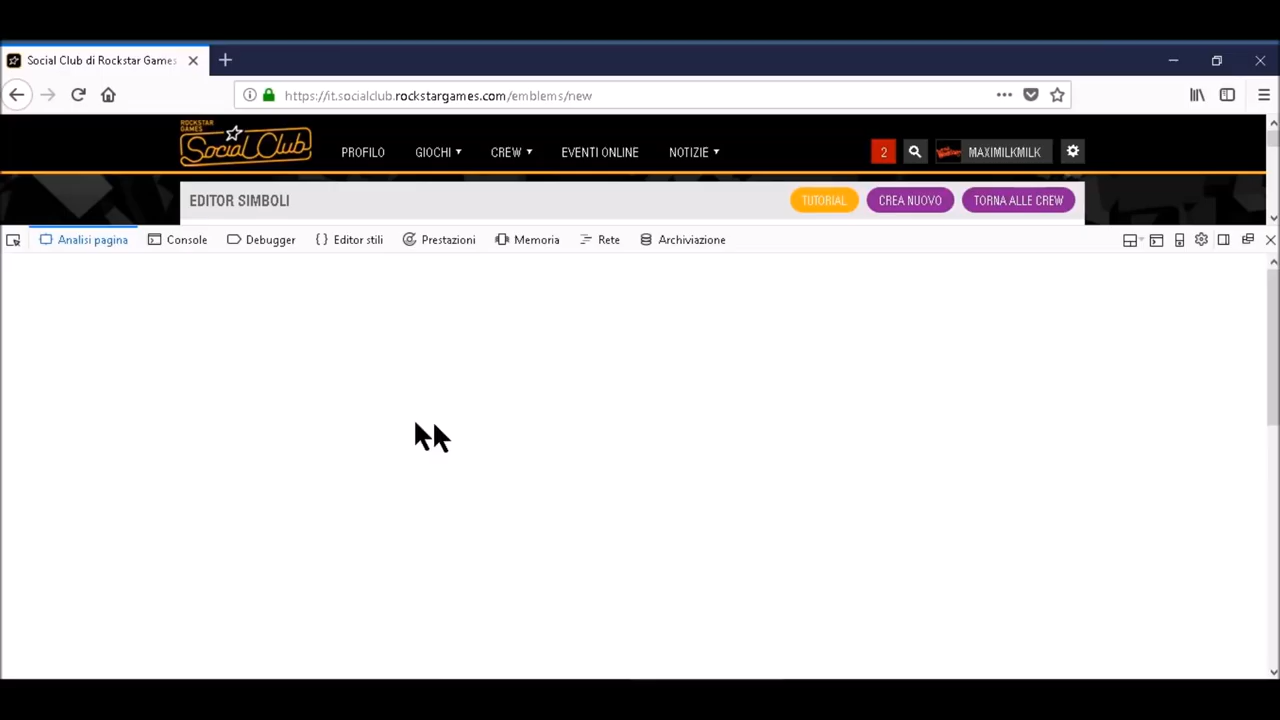 Social Club di Rockstar Games
https://it.socialclub.rockstargames.com/emblems/new
ROCKSTAR
GAMES
Social Club
PROFILO GIOCHI CREW EVENTI ONLINE NOTIZIE 2 MAXIMILKMILK
EDITOR SIMBOLI TUTORIAL CREA NUOVO TORNA ALLE CREW
Analisi pagina Console Debugger Editor stili Prestazioni Memoria Rete Archiviazione